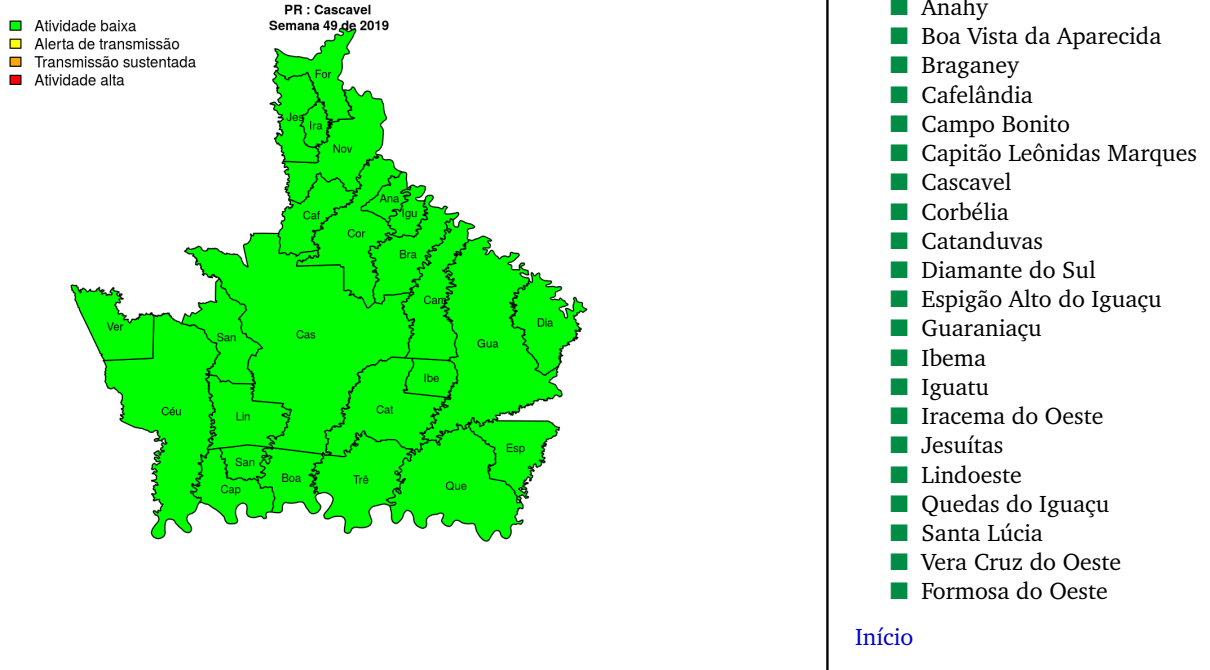 PR : Cascavel
Semana 49 de 2019
Atividade baixa
Alerta de transmissão
Transmissão sustentada
Atividade alta
For
Jes
Ira
Nov
Ana
Igu
Caf
Cor
Bra
Cam
Dia
Ver
San
Cas
Gua
Ibe
Céu
Lin
Cat
Esp
San
Cap
Boa
Trê
Que
Anahy
Boa Vista da Aparecida
Braganey
Cafelândia
Campo Bonito
Capitão Leônidas Marques
Cascavel
Corbélia
Catanduvas
Diamante do Sul
Espigão Alto do Iguaçu
Guaraniaçu
Ibema
Iguatu
Iracema do Oeste
Jesuítas
Lindoeste
Quedas do Iguaçu
Santa Lúcia
Vera Cruz do Oeste
Formosa do Oeste
Início